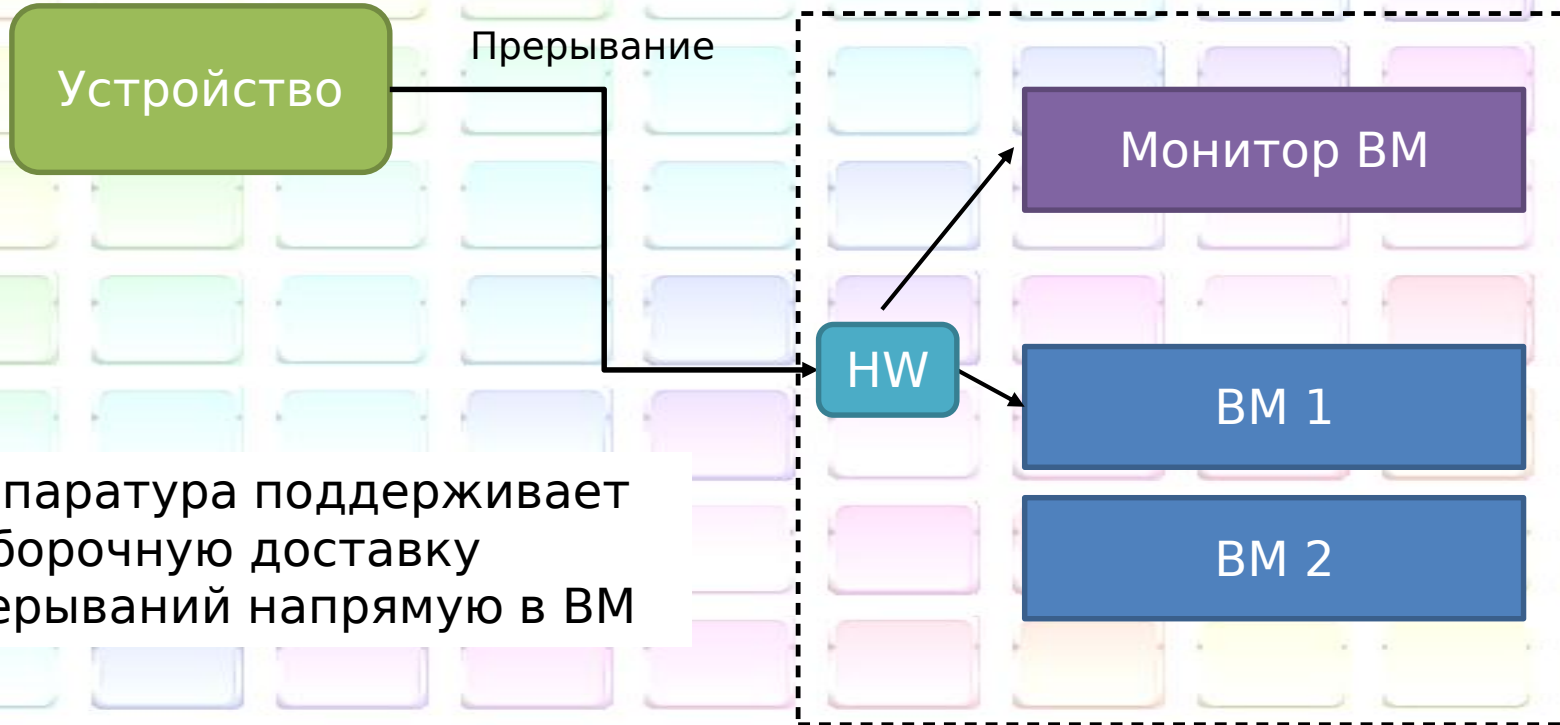 Устройство
Прерывание
Монитор ВМ
HW
ВМ 1
паратура поддерживает
борочную доставку
ерываний напрямую в ВМ
ВМ 2